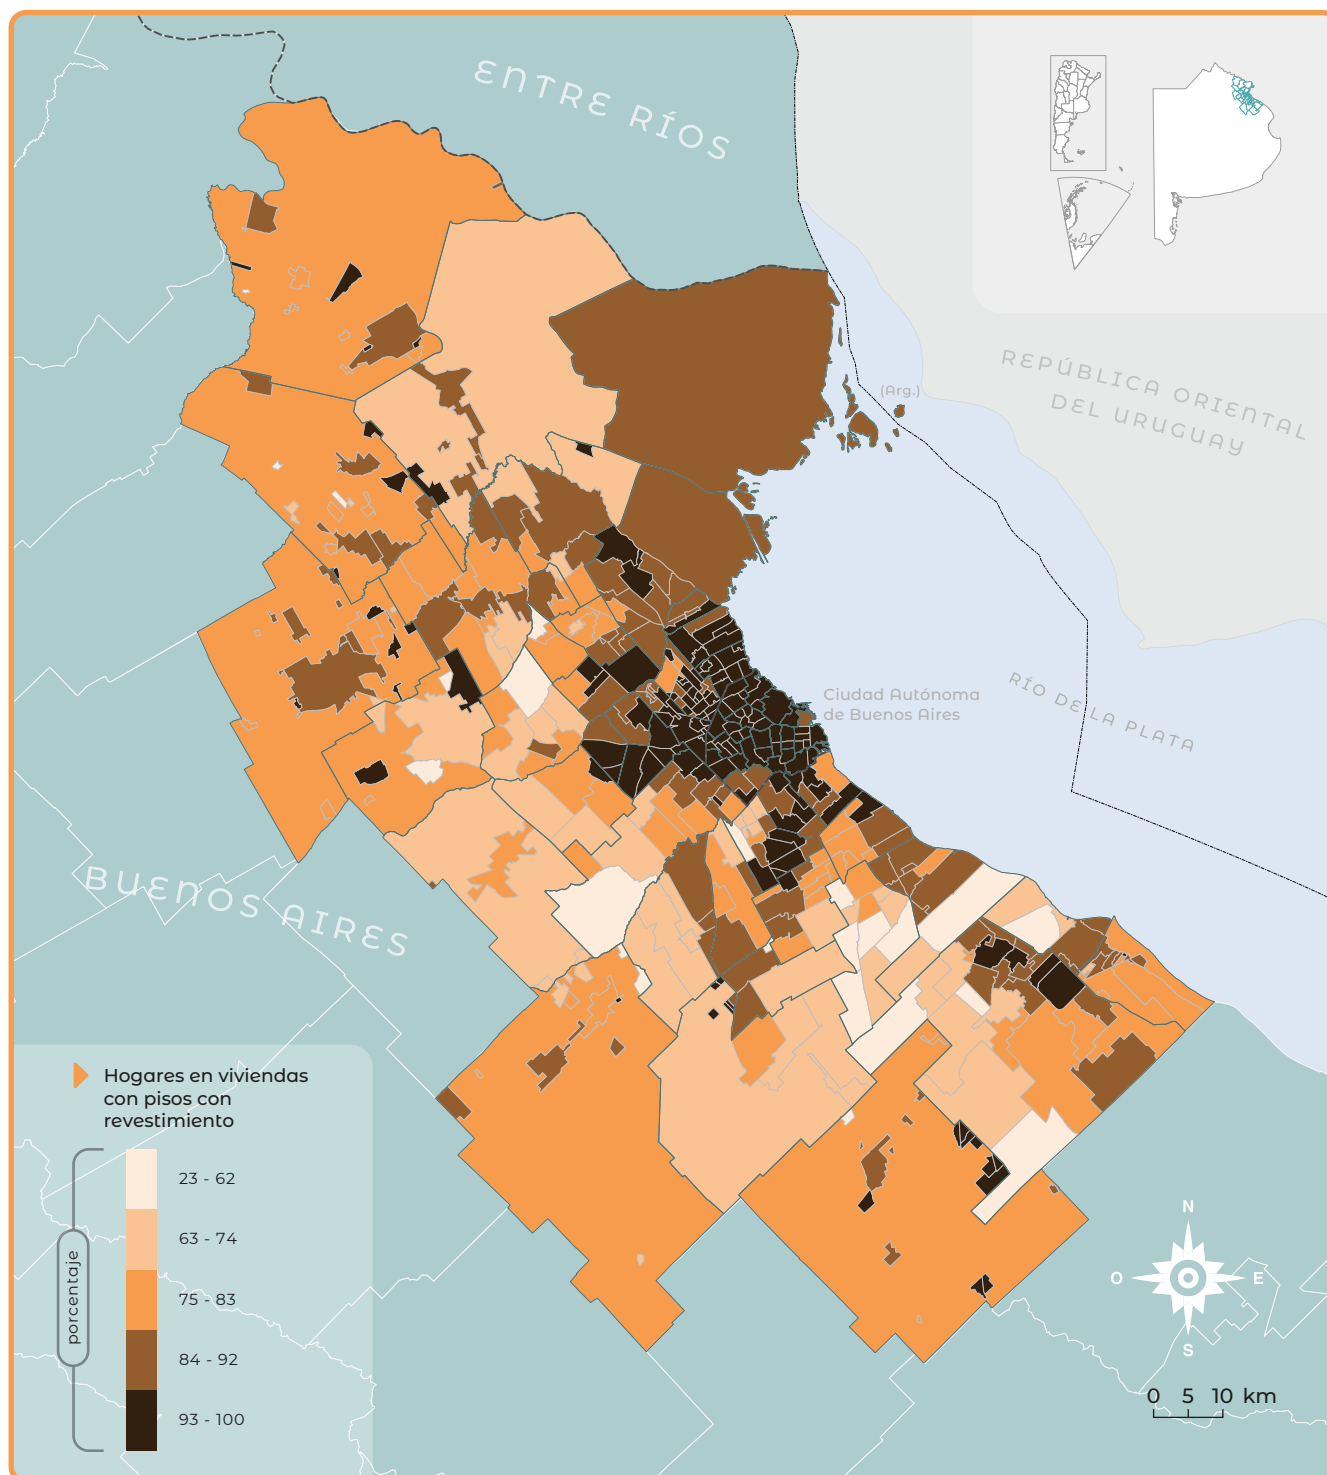 ENTRE RÍOS
(Arg.)
REPÚBLICA ORIENTAL
DEL URUGUAY
Ciudad Autónoma
de Buenos Aires
RÍO DE LA PLATA
BUENOS AIRES
Hogares en viviendas
con pisos con
revestimiento
porcentaje
23 - 62
63 - 74
75 - 83
84 - 92
93 - 100
N
O
E
S
0 5 10 km